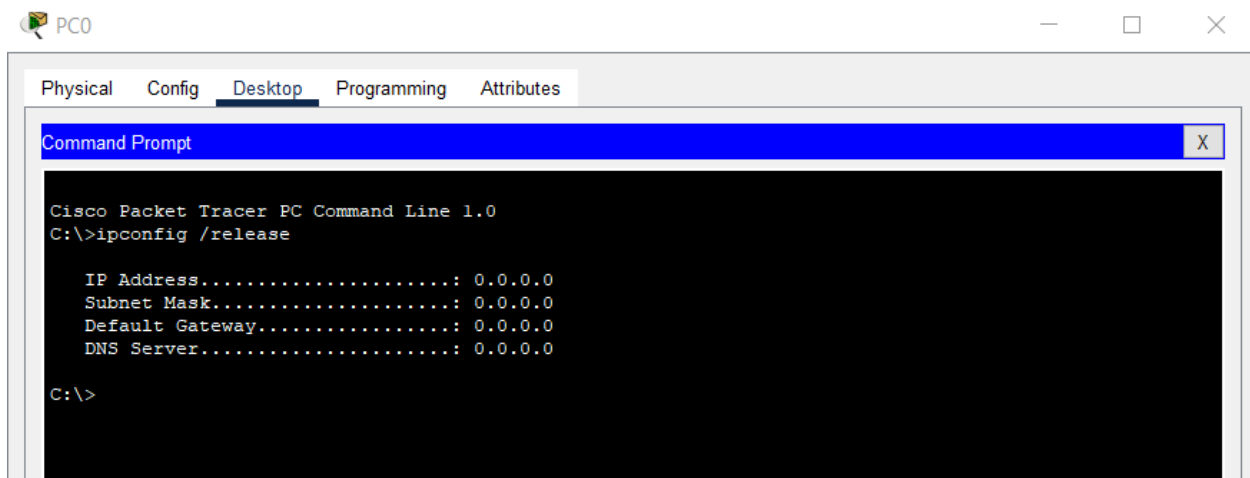 PC0
Physical Config Desktop Programming Attributes
Command Prompt
X
Cisco Packet Tracer PC Command Line 1.0
C:\>ipconfig /release
IP Address......................: 0.0.0.0
Subnet Mask.....................: 0.0.0.0
Default Gateway.................: 0.0.0.0
DNS Server......................: 0.0.0.0
C:\>